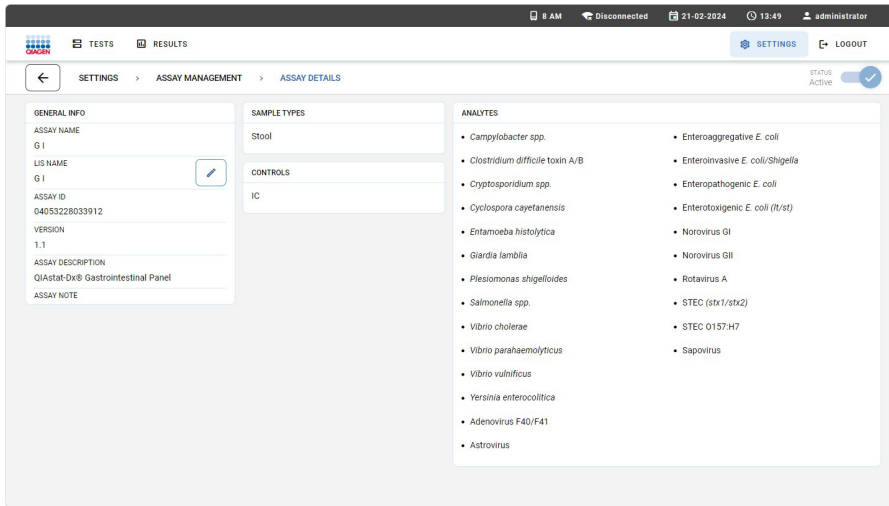 8 AM Disconnected 21-02-2024 13:49 administrator
QIAGEN TESTS RESULTS SETTINGS LOGOUT
SETTINGS > ASSAY MANAGEMENT > ASSAY DETAILS
STATUS
Active
GENERAL INFO
ASSAY NAME
G I
LIS NAME
G I
ASSAY ID
04053228033912
VERSION
1.1
ASSAY DESCRIPTION
QIAstat-Dx® Gastrointestinal Panel
ASSAY NOTE
SAMPLE TYPES
Stool
CONTROLS
IC
ANALYTES
• Campylobacter spp.
• Clostridium difficile toxin A/B
• Cryptosporidium spp.
• Cyclospora cayetanensis
• Entamoeba histolytica
• Giardia lamblia
• Plesiomonas shigelloides
• Salmonella spp.
• Vibrio cholerae
• Vibrio parahaemolyticus
• Vibrio vulnificus
• Yersinia enterocolitica
• Adenovirus F40/F41
• Astrovirus
• Enteroaggregative E. coli
• Enteroinvasive E. coli/Shigella
• Enteropathogenic E. coli
• Enterotoxigenic E. coli (lt/st)
• Norovirus GI
• Norovirus GII
• Rotavirus A
• STEC (stx1/stx2)
• STEC O157:H7
• Sapovirus